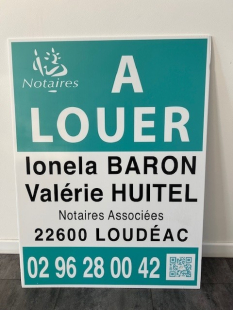 Notaires
A
LOUER
Ionela BARON
Valérie HUITEL
Notaires Associées
22600 LOUDÉAC
02 96 28 00 42